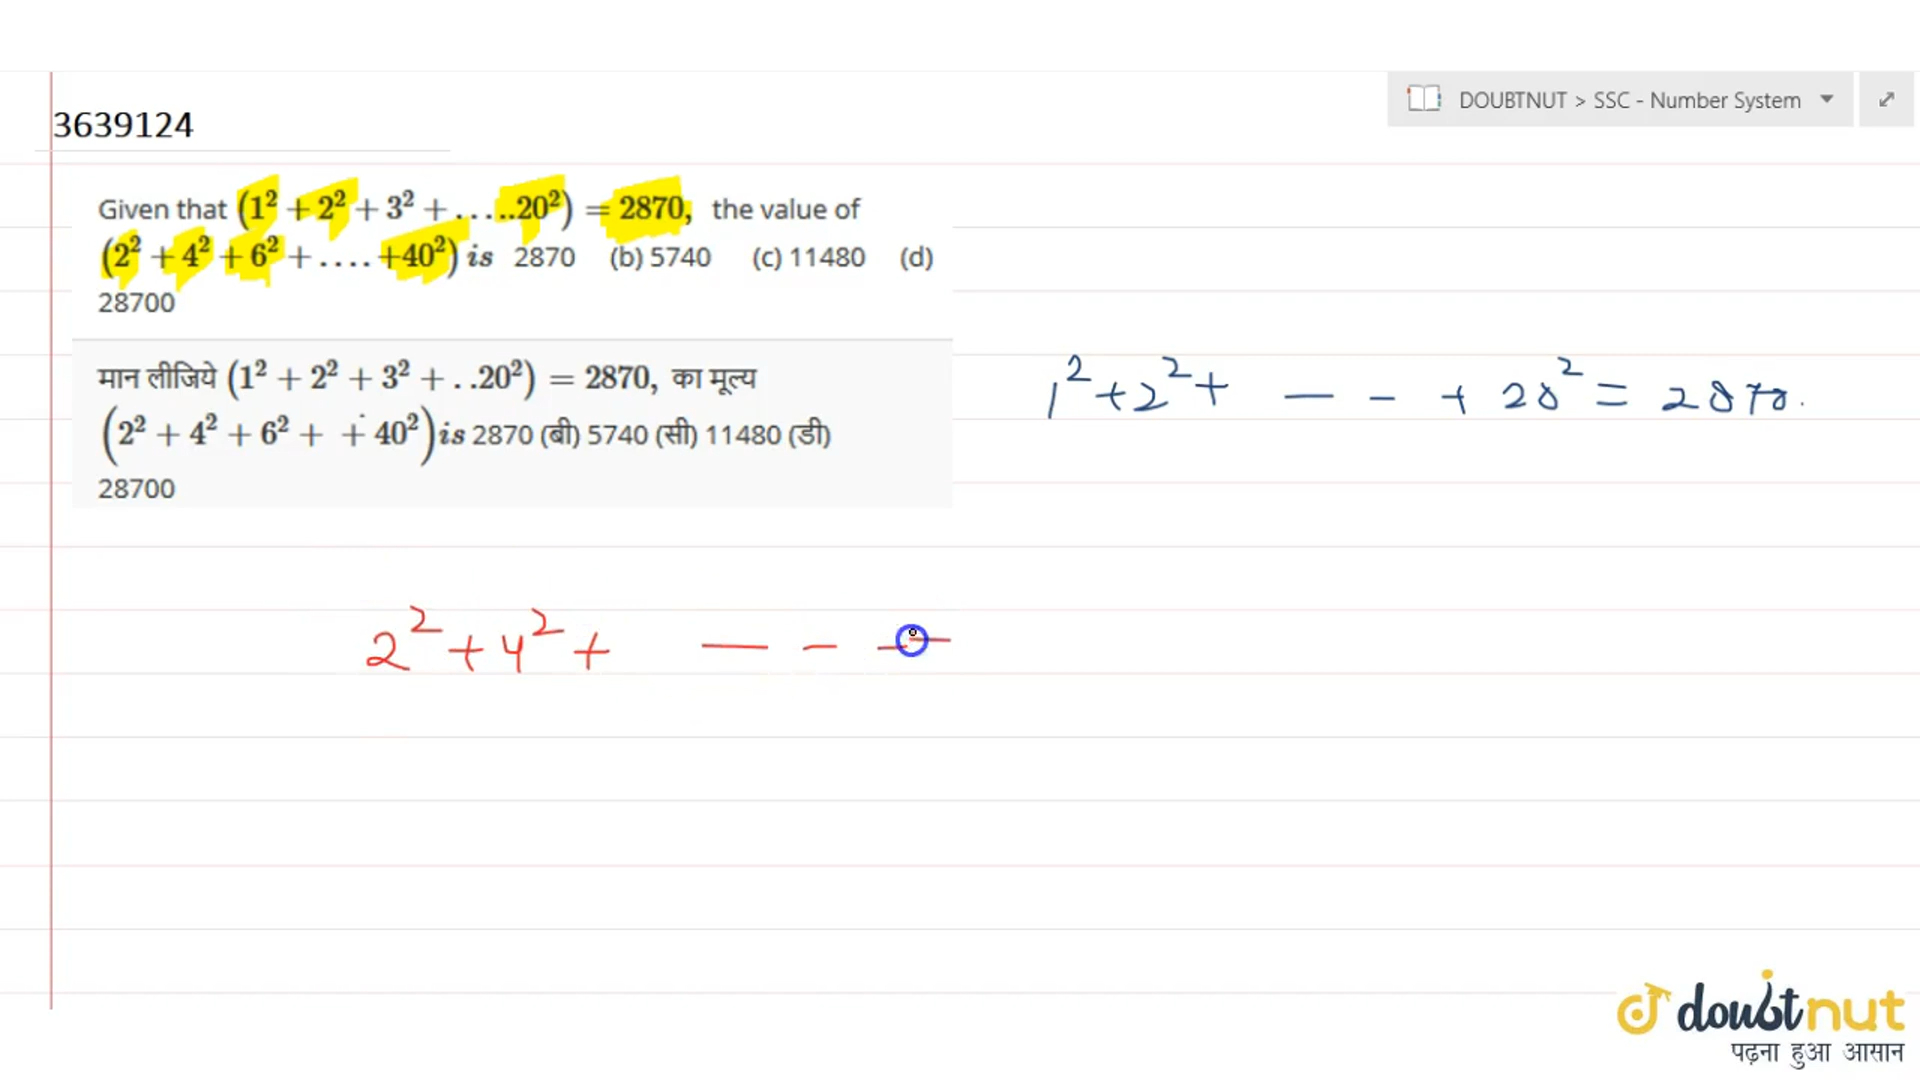 DOUBTNUT > SSC - Number System
3639124
Given that (1² + 2² + 3² + .....20²) = 2870, the value of
(2² + 4² + 6² + .... +40²) is 2870 (b) 5740 (c) 11480 (d)
28700
मान लीजिये (1² + 2² + 3² + . .20²) = 2870, का मूल्य
(2² + 4² + 6² + +̇ 40²) is 2870 (बी) 5740 (सी) 11480 (डी)
28700
1² + 2² + — - + 20² = 2870.
2² + 4² + — - -
doubtnut
पढ़ना हुआ आसान